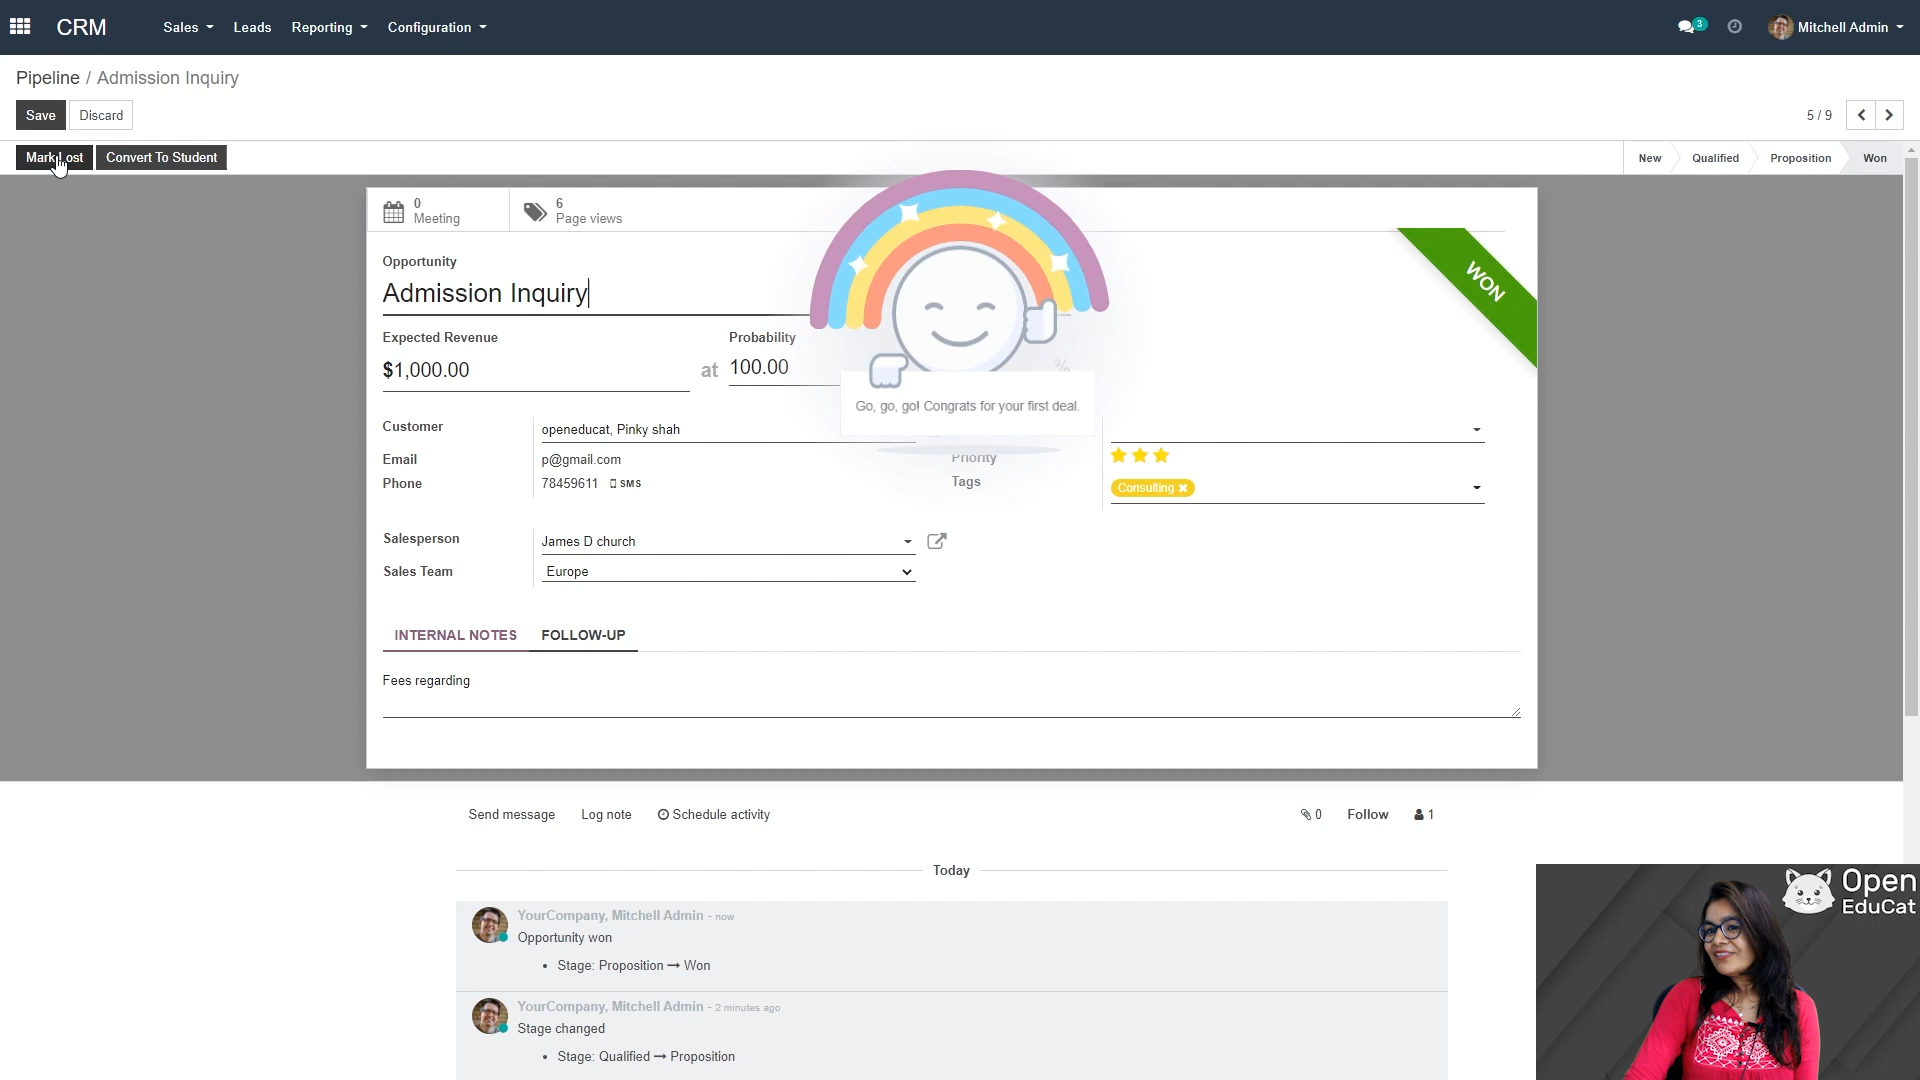 CRM
Sales
Leads
Reporting
Configuration
3
Mitchell Admin
Pipeline / Admission Inquiry
Save
Discard
5 / 9
Mark Lost
Convert To Student
New
Qualified
Proposition
Won
0
Meeting
6
Page views
WON
Opportunity
Admission Inquiry
Expected Revenue
Probability
$1,000.00
at
100.00
%
Go, go, go! Congrats for your first deal.
Customer
openeducat, Pinky shah
Email
p@gmail.com
Priority
Phone
78459611
SMS
Tags
Consulting
Salesperson
James D church
Sales Team
Europe
INTERNAL NOTES
FOLLOW-UP
Fees regarding
Send message
Log note
Schedule activity
0
Follow
1
Today
YourCompany, Mitchell Admin - now
Opportunity won
• Stage: Proposition → Won
YourCompany, Mitchell Admin - 2 minutes ago
Stage changed
• Stage: Qualified → Proposition
Open
EduCat